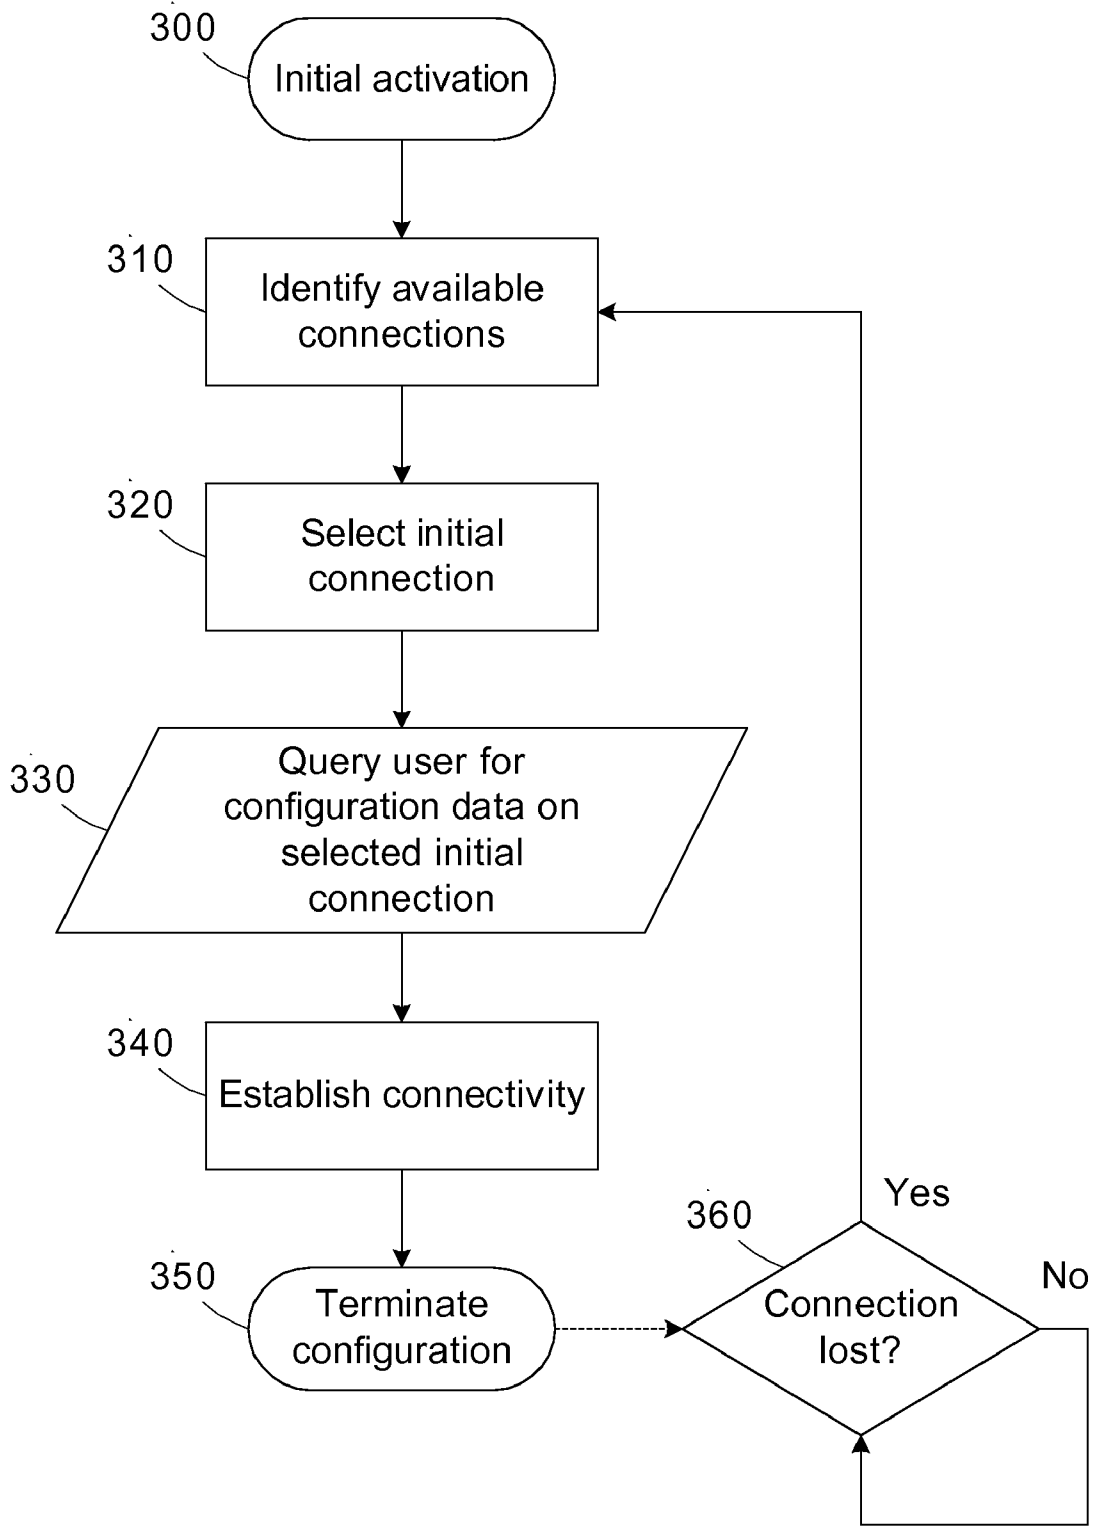 300
Initial activation
310
Identify available
connections
320
Select initial
connection
330
Query user for
configuration data on
selected initial
connection
340
Establish connectivity
350
Terminate
configuration
360
Yes
No
Connection
lost?